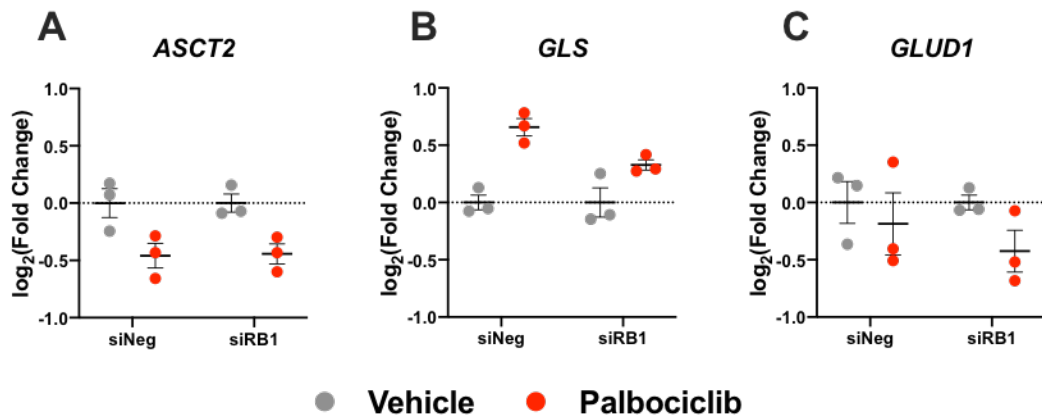 A
ASCT2
log2(Fold Change)
1.0
0.5
0.0
-0.5
-1.0
siNeg
siRB1
B
GLS
log2(Fold Change)
1.0
0.5
0.0
-0.5
-1.0
siNeg
siRB1
C
GLUD1
log2(Fold Change)
1.0
0.5
0.0
-0.5
-1.0
siNeg
siRB1
Vehicle
Palbociclib